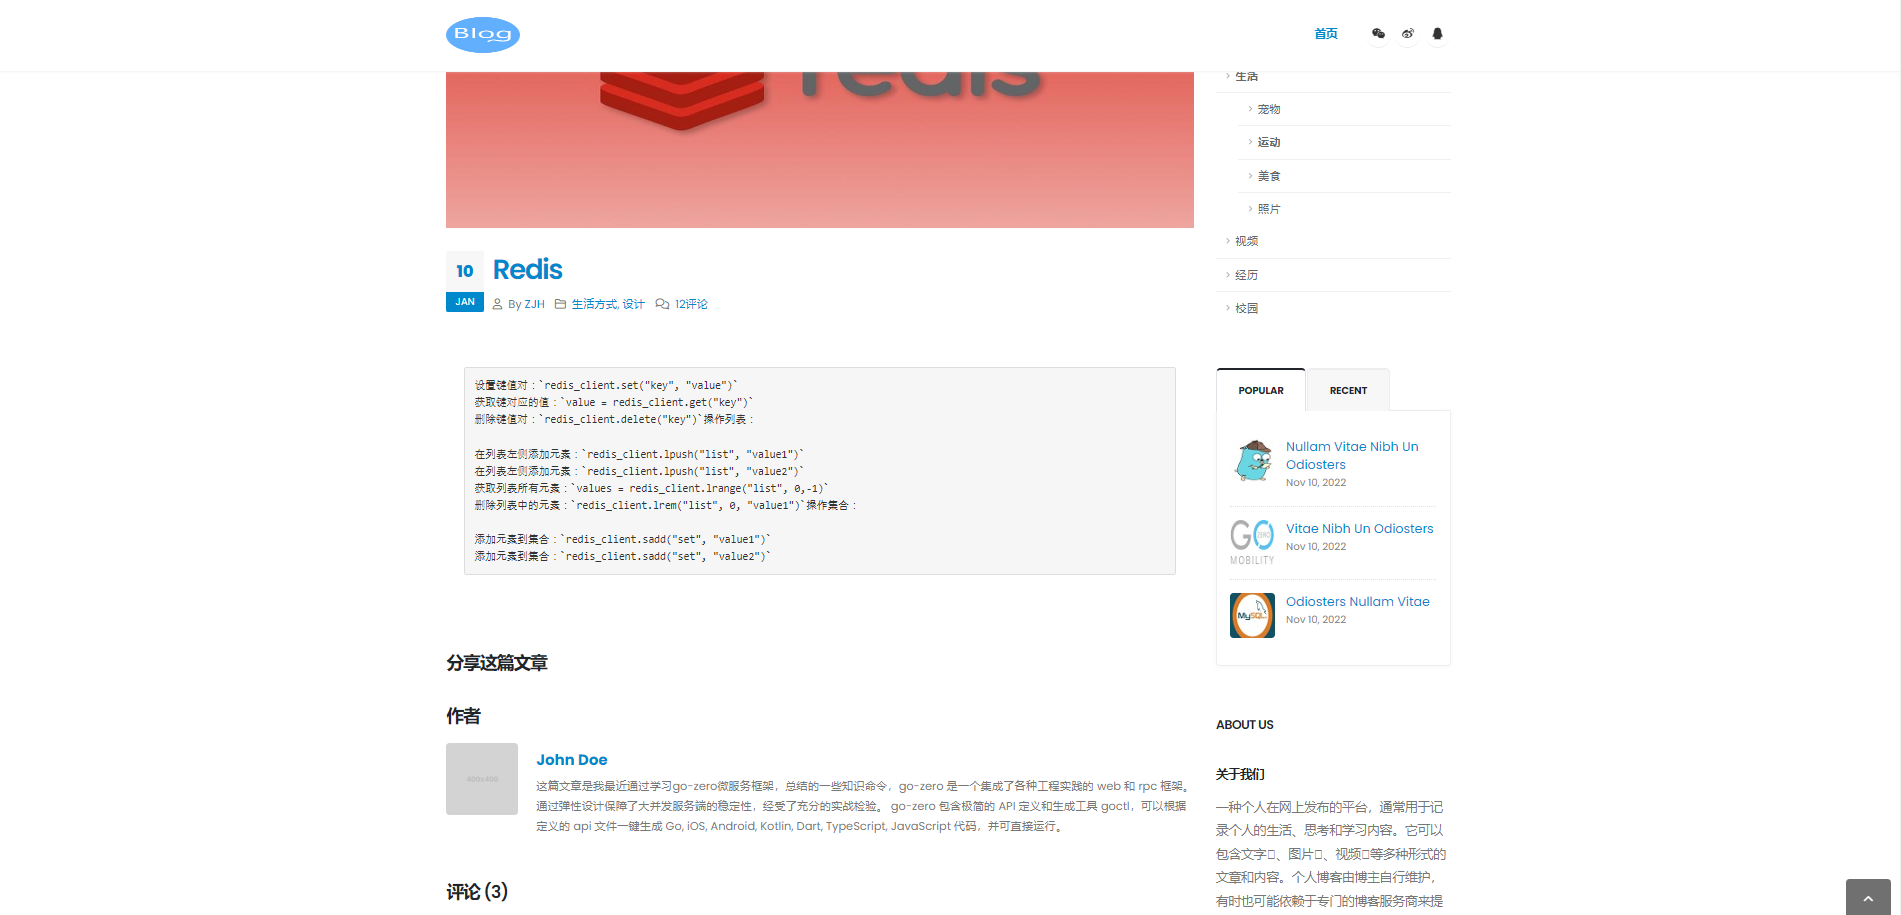 Blog
首页
redis
生活
宠物
运动
美食
照片
视频
经历
校园
10
JAN
Redis
By ZJH 生活方式, 设计 12评论
设置键值对：`redis_client.set("key", "value")`
获取键对应的值：`value = redis_client.get("key")`
删除键值对：`redis_client.delete("key")`操作列表：
在列表左侧添加元素：`redis_client.lpush("list", "value1")`
在列表左侧添加元素：`redis_client.lpush("list", "value2")`
获取列表所有元素：`values = redis_client.lrange("list", 0,-1)`
删除列表中的元素：`redis_client.lrem("list", 0, "value1")`操作集合：
添加元素到集合：`redis_client.sadd("set", "value1")`
添加元素到集合：`redis_client.sadd("set", "value2")`
POPULAR
RECENT
Nullam Vitae Nibh Un
Odiosters
Nov 10, 2022
GO
ZERO
MOBILITY
Vitae Nibh Un Odiosters
Nov 10, 2022
MySQL
Odiosters Nullam Vitae
Nov 10, 2022
分享这篇文章
作者
400x400
John Doe
这篇文章是我最近通过学习go-zero微服务框架，总结的一些知识命令，go-zero 是一个集成了各种工程实践的 web 和 rpc 框架。
通过弹性设计保障了大并发服务端的稳定性，经受了充分的实战检验。 go-zero 包含极简的 API 定义和生成工具 goctl，可以根据
定义的 api 文件一键生成 Go, iOS, Android, Kotlin, Dart, TypeScript, JavaScript 代码，并可直接运行。
评论 (3)
ABOUT US
关于我们
一种个人在网上发布的平台，通常用于记
录个人的生活、思考和学习内容。它可以
包含文字、图片、视频等多种形式的
文章和内容。个人博客由博主自行维护，
有时也可能依赖于专门的博客服务商来提